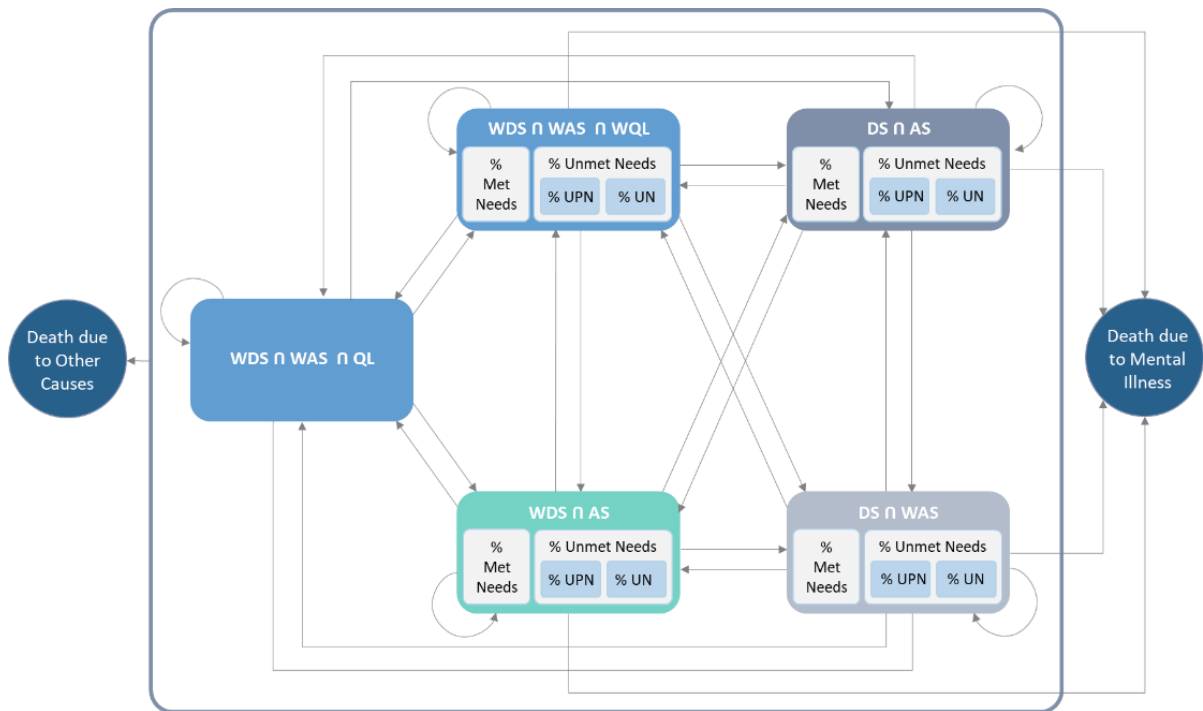 WDS ∩ WAS ∩ WQL
%
Met
Needs
% Unmet Needs
% UPN
% UN
DS ∩ AS
%
Met
Needs
% Unmet Needs
% UPN
% UN
Death due
to Other
Causes
WDS ∩ WAS ∩ QL
Death due
to Mental
Illness
WDS ∩ AS
%
Met
Needs
% Unmet Needs
% UPN
% UN
DS ∩ WAS
%
Met
Needs
% Unmet Needs
% UPN
% UN